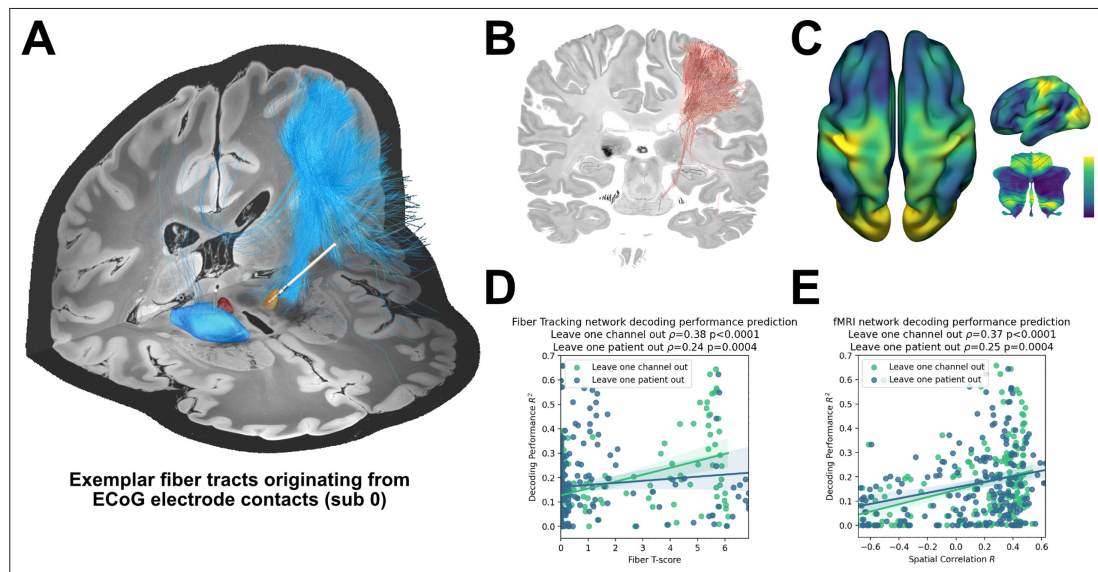 A
Exemplar fiber tracts originating from
ECoG electrode contacts (sub 0)
B
C
D
Fiber Tracking network decoding performance prediction
Leave one channel out ρ=0.38 p<0.0001
Leave one patient out ρ=0.24 p=0.0004
Leave one channel out
Leave one patient out
Decoding Performance R²
0.7
0.6
0.5
0.4
0.3
0.2
0.1
0.0
0 1 2 3 4 5 6
Fiber T-score
E
fMRI network decoding performance prediction
Leave one channel out ρ=0.37 p<0.0001
Leave one patient out ρ=0.25 p=0.0004
Leave one channel out
Leave one patient out
Decoding Performance R²
0.7
0.6
0.5
0.4
0.3
0.2
0.1
0.0
-0.6 -0.4 -0.2 0.0 0.2 0.4 0.6
Spatial Correlation R